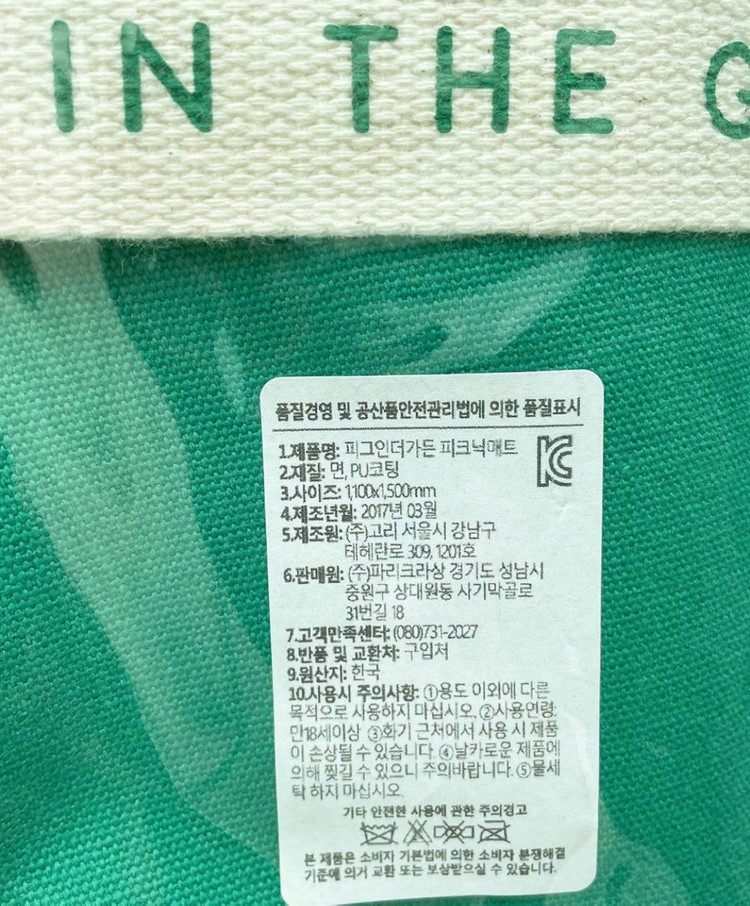 IN THE G
품질경영 및 공산품안전관리법에 의한 품질표시
1.제품명: 피그인더가든 피크닉매트
2.재질: 면, PU코팅
3.사이즈: 1,100x1,500mm
4.제조년월: 2017년 03월
5.제조원: (주)고리 서울시 강남구
테헤란로 309, 1201호
6.판매원: (주)파리크라상 경기도 성남시
중원구 상대원동 사기막골로
31번길 18
7.고객만족센터: (080)731-2027
8.반품 및 교환처: 구입처
9.원산지: 한국
10.사용시 주의사항: ①용도 이외에 다른
목적으로 사용하지 마십시오. ②사용연령:
만18세이상 ③화기 근처에서 사용 시 제품
이 손상될 수 있습니다. ④날카로운 제품에
의해 찢길 수 있으니 주의바랍니다. ⑤물세
탁 하지 마십시오.
기타 안전현 사용에 관한 주의경고
본 제품은 소비자 기본법에 의한 소비자 분쟁해결
기준에 의거 교환 또는 보상받으실 수 있습니다.